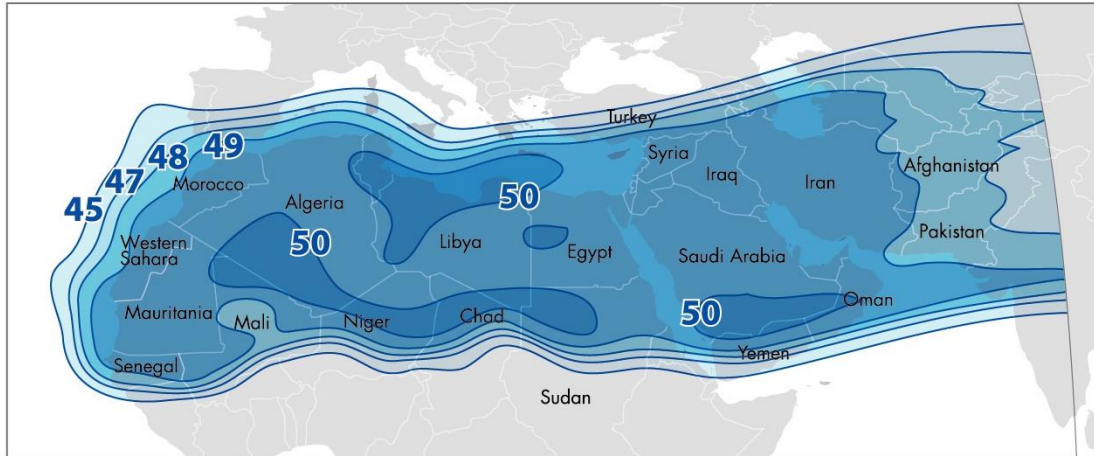 Turkey
49
48
Syria
Afghanistan
47
Morocco
Iraq
Iran
50
45
Algeria
Pakistan
50
Western
Sahara
Libya
Egypt
Saudi Arabia
Oman
Mauritania
Mali
Niger
Chad
50
Yemen
Senegal
Sudan